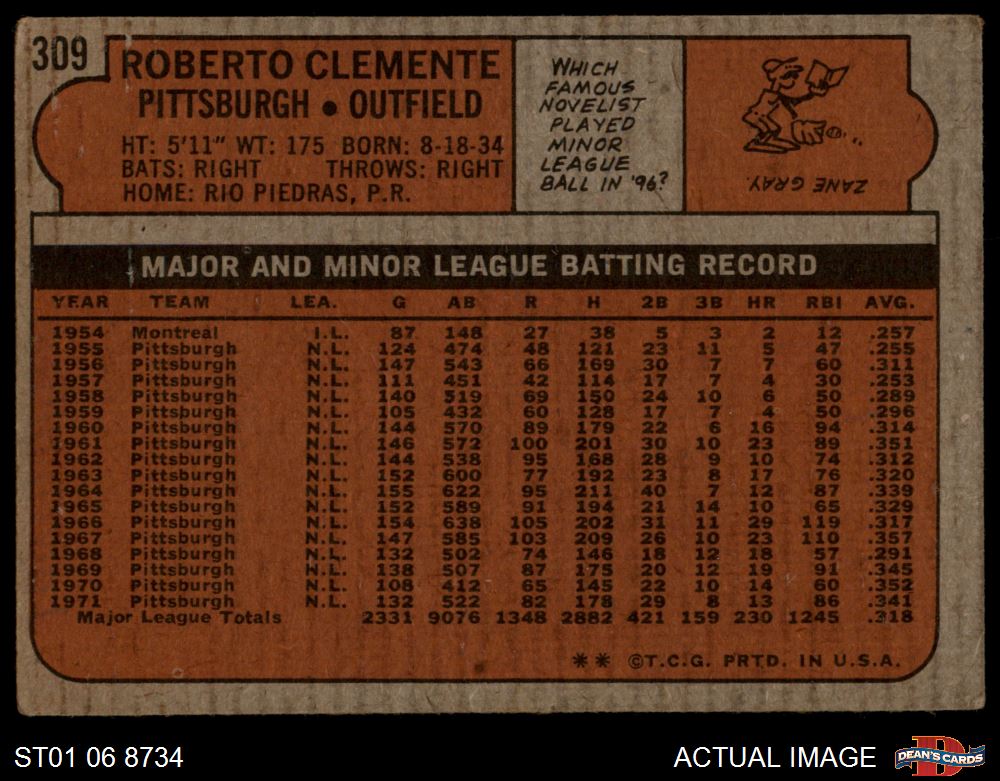 309
ROBERTO CLEMENTE
PITTSBURGH • OUTFIELD
HT: 5'11" WT: 175 BORN: 8-18-34
BATS: RIGHT THROWS: RIGHT
HOME: RIO PIEDRAS, P.R.
WHICH
FAMOUS
NOVELIST
PLAYED
MINOR
LEAGUE
BALL IN '96?
ZANE GRAY.
MAJOR AND MINOR LEAGUE BATTING RECORD
YEAR TEAM LEA. G AB R H 2B 3B HR RBI AVG.
1954 Montreal I.L. 87 148 27 38 5 3 2 12 .257
1955 Pittsburgh N.L. 124 474 48 121 23 11 5 47 .255
1956 Pittsburgh N.L. 147 543 66 169 30 7 7 60 .311
1957 Pittsburgh N.L. 111 451 42 114 17 7 4 30 .253
1958 Pittsburgh N.L. 140 519 69 150 24 10 6 50 .289
1959 Pittsburgh N.L. 105 432 60 128 17 7 4 50 .296
1960 Pittsburgh N.L. 144 570 89 179 22 6 16 94 .314
1961 Pittsburgh N.L. 146 572 100 201 30 10 23 89 .351
1962 Pittsburgh N.L. 144 538 95 168 28 9 10 74 .312
1963 Pittsburgh N.L. 152 600 77 192 23 8 17 76 .320
1964 Pittsburgh N.L. 155 622 95 211 40 7 12 87 .339
1965 Pittsburgh N.L. 152 589 91 194 21 14 10 65 .329
1966 Pittsburgh N.L. 154 638 105 202 31 11 29 119 .317
1967 Pittsburgh N.L. 147 585 103 209 26 10 23 110 .357
1968 Pittsburgh N.L. 132 502 74 146 18 12 18 57 .291
1969 Pittsburgh N.L. 138 507 87 175 20 12 19 91 .345
1970 Pittsburgh N.L. 108 412 65 145 22 10 14 60 .352
1971 Pittsburgh N.L. 132 522 82 178 29 8 13 86 .341
Major League Totals 2331 9076 1348 2882 421 159 230 1245 .318
** ©T.C.G. PRTD. IN U.S.A.
ST01 06 8734
ACTUAL IMAGE
D
DEAN'S CARDS